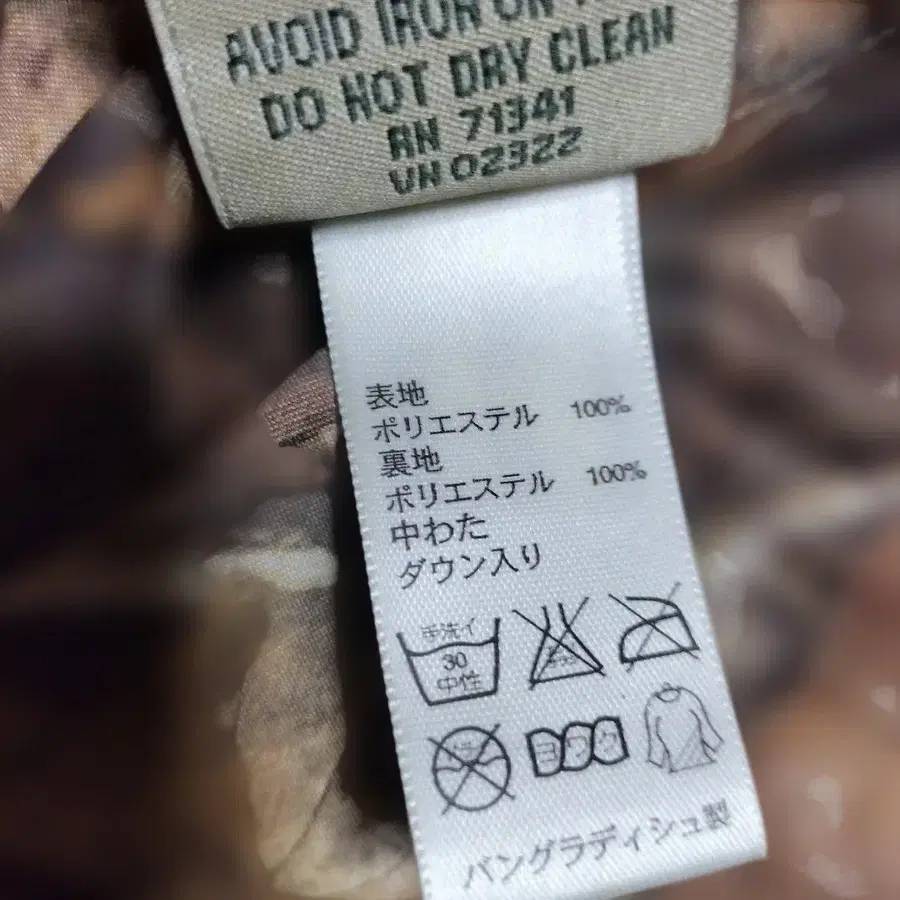 AVOID IRON ON
DO NOT DRY CLEAN
RN 71341
VN 02322
表地
ポリエステル 100%
裏地
ポリエステル 100%
中わた
ダウン入り
手洗イ
30
中性
ヨワク
バングラディシュ製